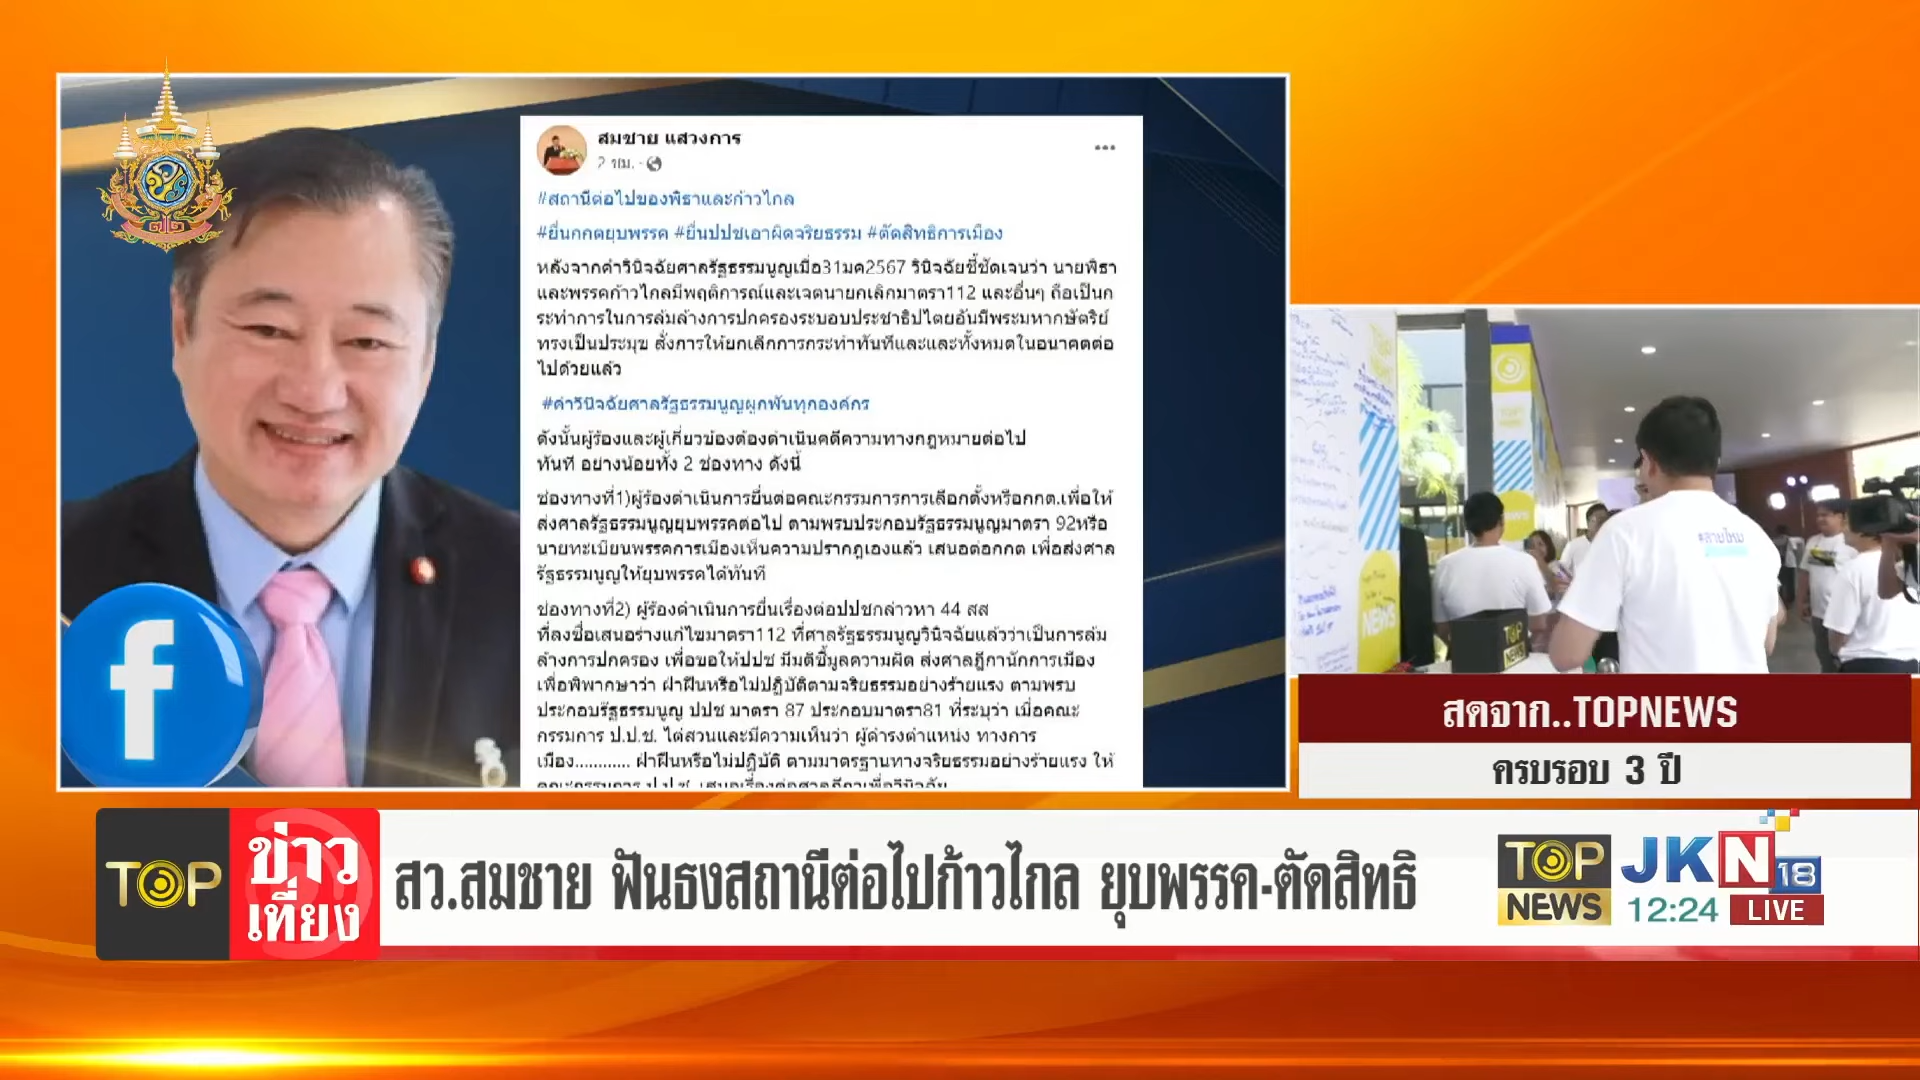 สมชาย แสวงการ
2 ชม.
#สถานีต่อไปของพิธาและก้าวไกล
#ยื่นกกตยุบพรรค #ยื่นปปชเอาผิดจริยธรรม #ตัดสิทธิการเมือง
หลังจากคำวินิจฉัยศาลรัฐธรรมนูญเมื่อ31มค2567 วินิจฉัยชี้ชัดเจนว่า นายพิธา
และพรรคก้าวไกลมีพฤติการณ์และเจตนายกเลิกมาตรา112 และอื่นๆ ถือเป็นก
ระทำการในการล้มล้างการปกครองระบอบประชาธิปไตยอันมีพระมหากษัตริย์
ทรงเป็นประมุข สั่งการให้ยกเลิกการกระทำทันทีและและทั้งหมดในอนาคตต่อ
ไปด้วยแล้ว
#คำวินิจฉัยศาลรัฐธรรมนูญผูกพันทุกองค์กร
ดังนั้นผู้ร้องและผู้เกี่ยวข้องต้องดำเนินคดีความทางกฎหมายต่อไป
ทันที อย่างน้อยทั้ง 2 ช่องทาง ดังนี้
ช่องทางที่1)ผู้ร้องดำเนินการยื่นต่อคณะกรรมการการเลือกตั้งหรือกกต.เพื่อให้
ส่งศาลรัฐธรรมนูญยุบพรรคต่อไป ตามพรบประกอบรัฐธรรมนูญมาตรา 92หรือ
นายทะเบียนพรรคการเมืองเห็นความปรากฏเองแล้ว เสนอต่อกกต เพื่อส่งศาล
รัฐธรรมนูญให้ยุบพรรคได้ทันที
ช่องทางที่2) ผู้ร้องดำเนินการยื่นเรื่องต่อปปชกล่าวหา 44 สส
ที่ลงชื่อเสนอร่างแก้ไขมาตรา112 ที่ศาลรัฐธรรมนูญวินิจฉัยแล้วว่าเป็นการล้ม
ล้างการปกครอง เพื่อขอให้ปปช มีมติชี้มูลความผิด ส่งศาลฎีกานักการเมือง
เพื่อพิพากษาว่า ฝ่าฝืนหรือไม่ปฏิบัติตามจริยธรรมอย่างร้ายแรง ตามพรบ
ประกอบรัฐธรรมนูญ ปปช มาตรา 87 ประกอบมาตรา81 ที่ระบุว่า เมื่อคณะ
กรรมการ ป.ป.ช. ไต่สวนและมีความเห็นว่า ผู้ดำรงตำแหน่ง ทางการ
เมือง............ ฝ่าฝืนหรือไม่ปฏิบัติ ตามมาตรฐานทางจริยธรรมอย่างร้ายแรง ให้
คณะกรรมการ ป.ป.ช. เสนอเรื่องต่อศาลฎีกาเพื่อวินิจฉัย
#สายไหม
TOP NEWS
NEWS
สดจาก..TOPNEWS
ครบรอบ 3 ปี
TOP
ข่าว
เที่ยง
สว.สมชาย ฟันธงสถานีต่อไปก้าวไกล ยุบพรรค-ตัดสิทธิ
TOP
NEWS
JKN18
12:24 LIVE